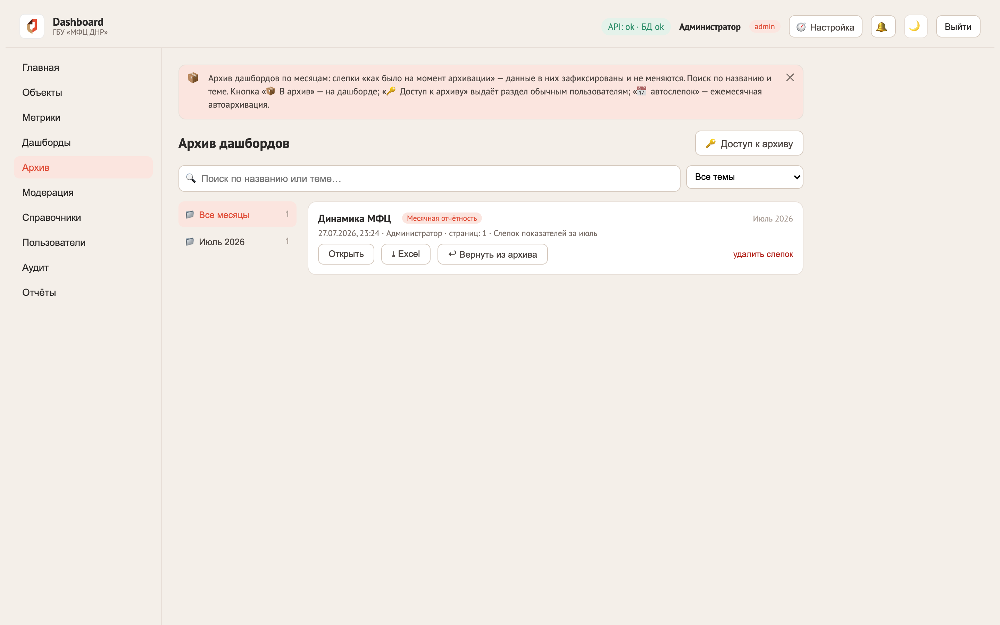 Dashboard
ГБУ «МФЦ ДНР»
API: ok · БД ok
Администратор
admin
Настройка
Выйти
Главная
Объекты
Метрики
Дашборды
Архив
Модерация
Справочники
Пользователи
Аудит
Отчёты
Архив дашбордов по месяцам: слепки «как было на момент архивации» — данные в них зафиксированы и не меняются. Поиск по названию и
теме. Кнопка «📦 В архив» — на дашборде; «🔑 Доступ к архиву» выдаёт раздел обычным пользователям; «📅 автослепок» — ежемесячная
автоархивация.
Архив дашбордов
🔑 Доступ к архиву
🔍 Поиск по названию или теме…
Все темы
Все месяцы 1
Июль 2026 1
Динамика МФЦ Месячная отчётность Июль 2026
27.07.2026, 23:24 · Администратор · страниц: 1 · Слепок показателей за июль
Открыть
⤓ Excel
↩ Вернуть из архива
удалить слепок